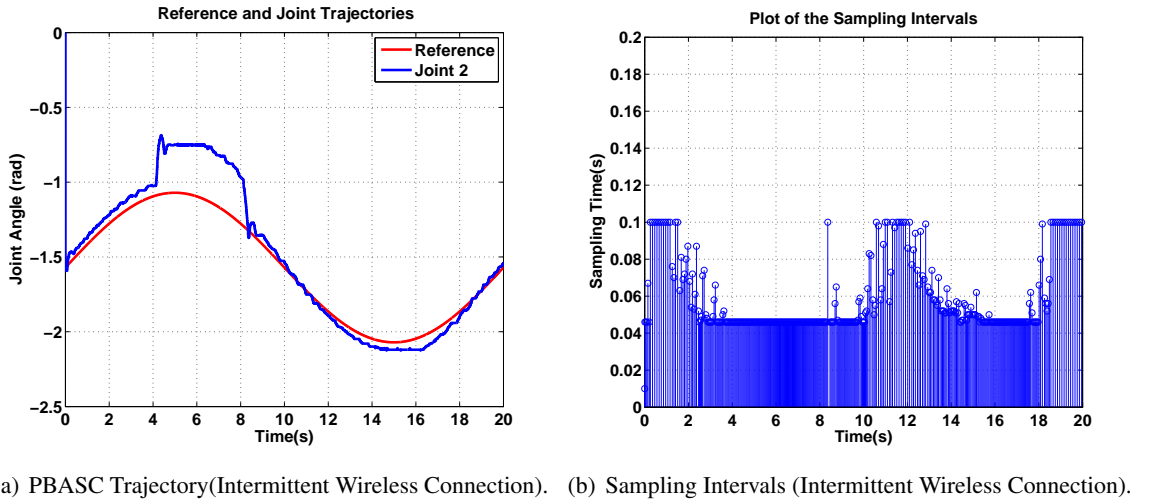 Reference and Joint Trajectories
Reference
Joint 2
0
−0.5
−1
−1.5
−2
−2.5
Joint Angle (rad)
0 2 4 6 8 10 12 14 16 18 20
Time(s)
Plot of the Sampling Intervals
0.2
0.18
0.16
0.14
0.12
0.1
0.08
0.06
0.04
0.02
0
Sampling Time(s)
0 2 4 6 8 10 12 14 16 18 20
Time(s)
a) PBASC Trajectory(Intermittent Wireless Connection).
(b) Sampling Intervals (Intermittent Wireless Connection).